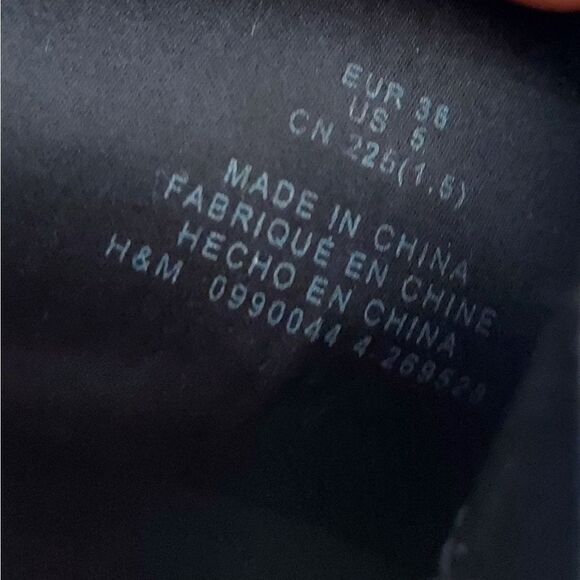 EUR 36
US 5
CN 225(1.5)
MADE IN CHINA
FABRIQUÉ EN CHINE
HECHO EN CHINA
H&M 0990044 4 269528